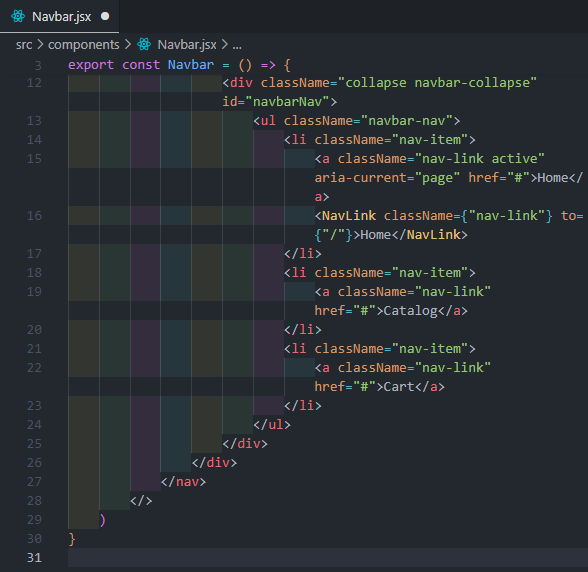 Navbar.jsx
src > components > Navbar.jsx > ...
3 export const Navbar = () => {
12 <div className="collapse navbar-collapse"
id="navbarNav">
13 <ul className="navbar-nav">
14 <li className="nav-item">
15 <a className="nav-link active"
aria-current="page" href="#">Home</
a>
16 <NavLink className={"nav-link"} to=
{"/"}>Home</NavLink>
17 </li>
18 <li className="nav-item">
19 <a className="nav-link"
href="#">Catalog</a>
20 </li>
21 <li className="nav-item">
22 <a className="nav-link"
href="#">Cart</a>
23 </li>
24 </ul>
25 </div>
26 </div>
27 </nav>
28 </>
29 )
30 }
31